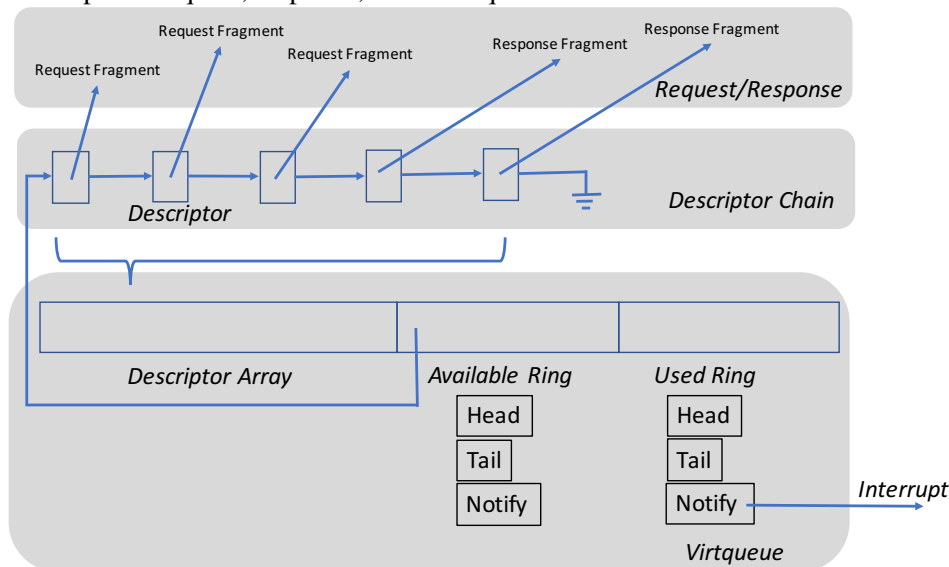 Request Fragment
Request Fragment
Request Fragment
Response Fragment
Response Fragment
Request/Response
Descriptor
Descriptor Chain
Descriptor Array
Available Ring
Used Ring
Head
Head
Tail
Tail
Notify
Notify
Interrupt
Virtqueue